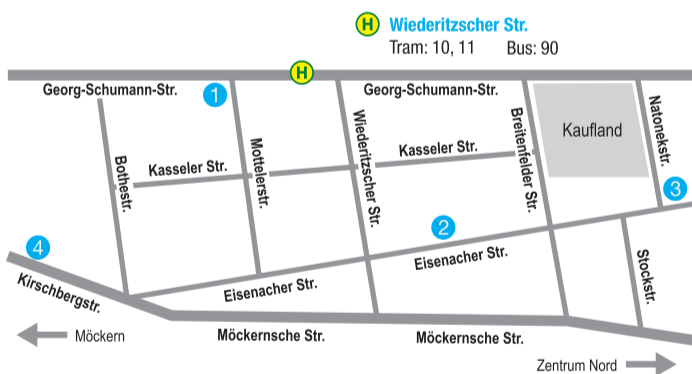 H Wiederitzscher Str.
Tram: 10, 11 Bus: 90
H
Georg-Schumann-Str.
1
Georg-Schumann-Str.
Kaufland
Natonekstr.
Bothestr.
Kasseler Str.
Mottelerstr.
Wiederitzscher Str.
Kasseler Str.
Breitenfelder Str.
3
4
2
Eisenacher Str.
Eisenacher Str.
Stockstr.
Kirschbergstr.
Möckern
Möckernsche Str.
Möckernsche Str.
Zentrum Nord